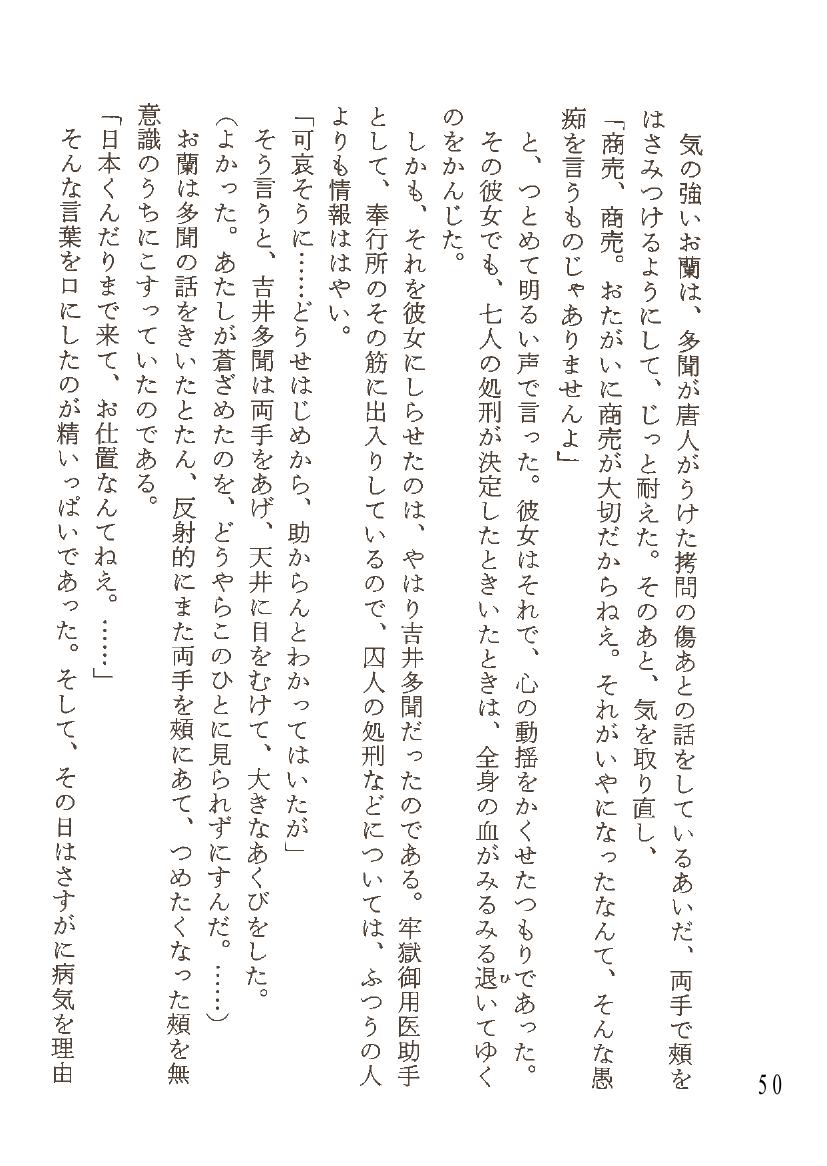 気の強いお蘭は、多聞が唐人がうけた拷問の傷あとの話をしているあいだ、両手で頬を
はさみつけるようにして、じっと耐えた。そのあと、気を取り直し、
「商売、商売。おたがいに商売が大切だからねえ。それがいやになったなんて、そんな愚
痴を言うものじゃありませんよ」
と、つとめて明るい声で言った。彼女はそれで、心の動揺をかくせたつもりであった。
その彼女でも、七人の処刑が決定したときいたときは、全身の血がみるみる退いてゆく
のをかんじた。
しかも、それを彼女にしらせたのは、やはり吉井多聞だったのである。牢獄御用医助手
として、奉行所のその筋に出入りしているので、囚人の処刑などについては、ふつうの人
よりも情報ははやい。
「可哀そうに……どうせはじめから、助からんとわかってはいたが」
そう言うと、吉井多聞は両手をあげ、天井に目をむけて、大きなあくびをした。
（よかった。あたしが蒼ざめたのを、どうやらこのひとに見られずにすんだ。……）
お蘭は多聞の話をきいたとたん、反射的にまた両手を頬にあて、つめたくなった頬を無
意識のうちにこすっていたのである。
「日本くんだりまで来て、お仕置なんてねえ。……」
そんな言葉を口にしたのが精いっぱいであった。そして、その日はさすがに病気を理由
50